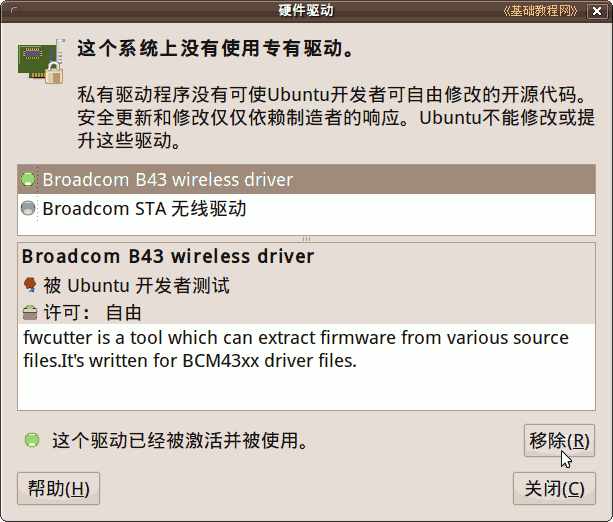 硬件驱动
《基础教程网》
这个系统上没有使用专有驱动。
私有驱动程序没有可使Ubuntu开发者可自由修改的开源代码。
安全更新和修改仅仅依赖制造者的响应。Ubuntu不能修改或提
升这些驱动。
Broadcom B43 wireless driver
Broadcom STA 无线驱动
Broadcom B43 wireless driver
被 Ubuntu 开发者测试
许可： 自由
fwcutter is a tool which can extract firmware from various source
files.It's written for BCM43xx driver files.
这个驱动已经被激活并被使用。
移除(R)
帮助(H)
关闭(C)